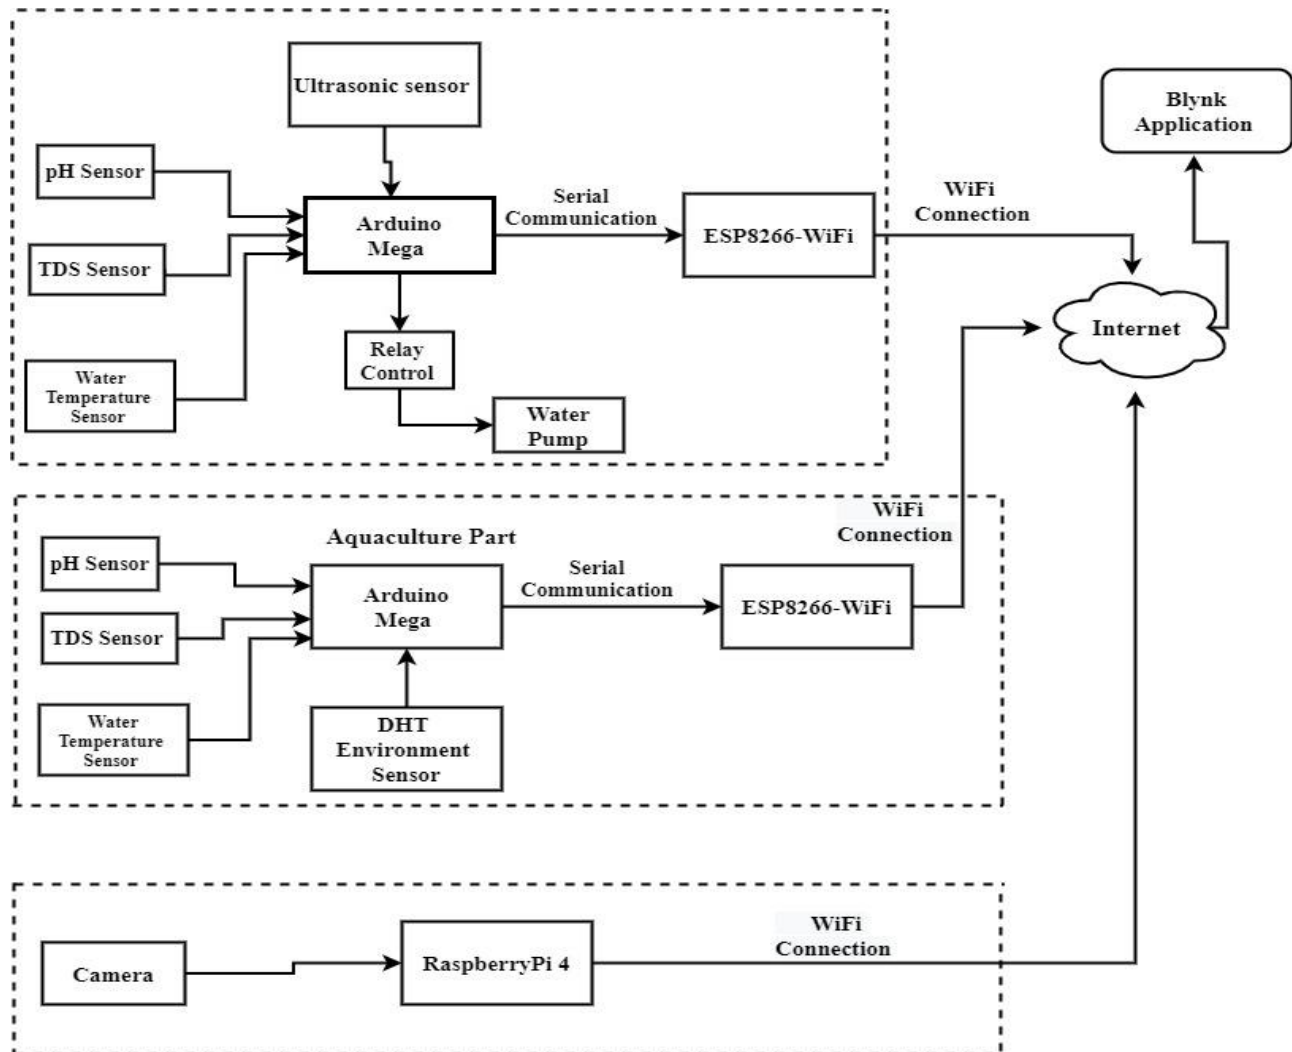 Ultrasonic sensor
Blynk
Application
pH Sensor
Arduino
Mega
Serial
Communication
ESP8266-WiFi
WiFi
Connection
TDS Sensor
Internet
Relay
Control
Water
Temperature
Sensor
Water
Pump
WiFi
Connection
Aquaculture Part
pH Sensor
Arduino
Mega
Serial
Communication
ESP8266-WiFi
TDS Sensor
Water
Temperature
Sensor
DHT
Environment
Sensor
WiFi
Connection
Camera
RaspberryPi 4